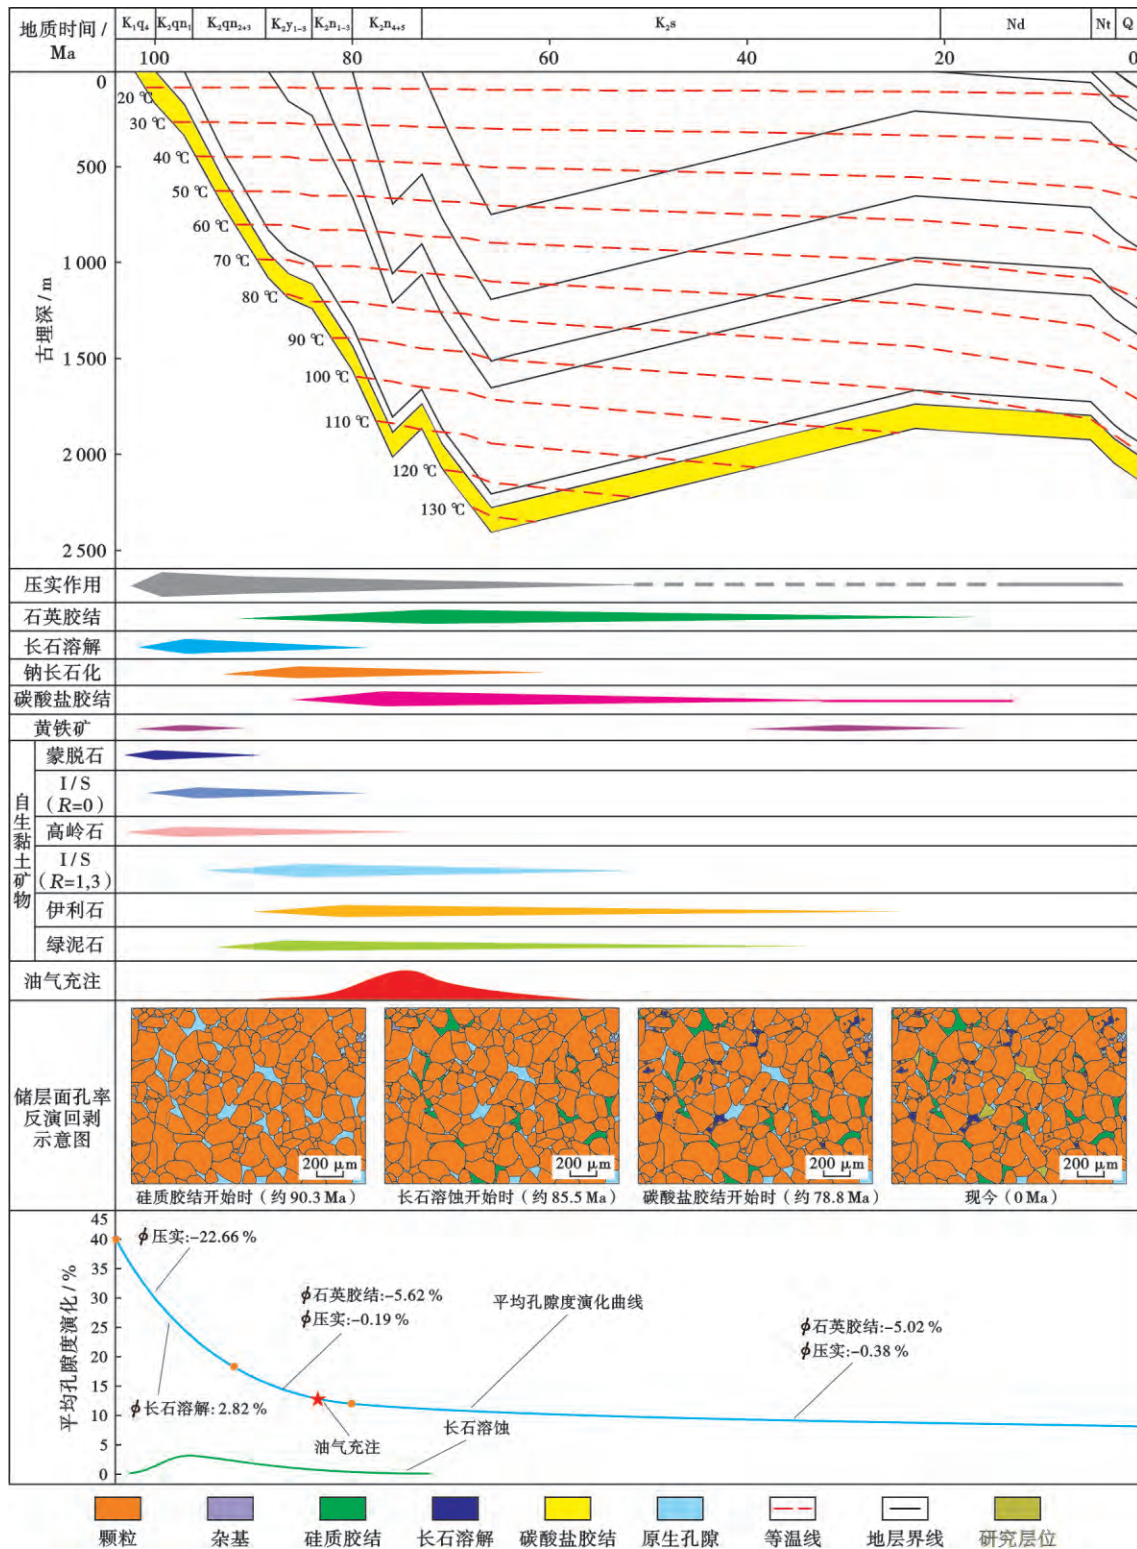 地质时间/
Ma
K₁q₄ K₂qn₁ K₂qn₂₊₃ K₂y₁₋₅ K₂n₁₋₃ K₂n₄₊₅ K₂s Nd Nt Q
100 80 60 40 20 0
古埋深/m
0
500
1 000
1 500
2 000
2 500
20 ℃
30 ℃
40 ℃
50 ℃
60 ℃
70 ℃
80 ℃
90 ℃
100 ℃
110 ℃
120 ℃
130 ℃
压实作用
石英胶结
长石溶解
钠长石化
碳酸盐胶结
黄铁矿
自生黏土矿物
蒙脱石
I/S
(R=0)
高岭石
I/S
(R=1,3)
伊利石
绿泥石
油气充注
储层面孔率
反演回剥
示意图
200 μm 200 μm 200 μm 200 μm
硅质胶结开始时（约90.3 Ma） 长石溶蚀开始时（约85.5 Ma） 碳酸盐胶结开始时（约78.8 Ma） 现今（0 Ma）
平均孔隙度演化/%
45
40
35
30
25
20
15
10
5
0
ϕ压实:-22.66 %
ϕ石英胶结:-5.62 %
ϕ压实:-0.19 %
平均孔隙度演化曲线
ϕ石英胶结:-5.02 %
ϕ压实:-0.38 %
ϕ长石溶解: 2.82 %
油气充注
长石溶蚀
颗粒 杂基 硅质胶结 长石溶解 碳酸盐胶结 原生孔隙 等温线 地层界线 研究层位